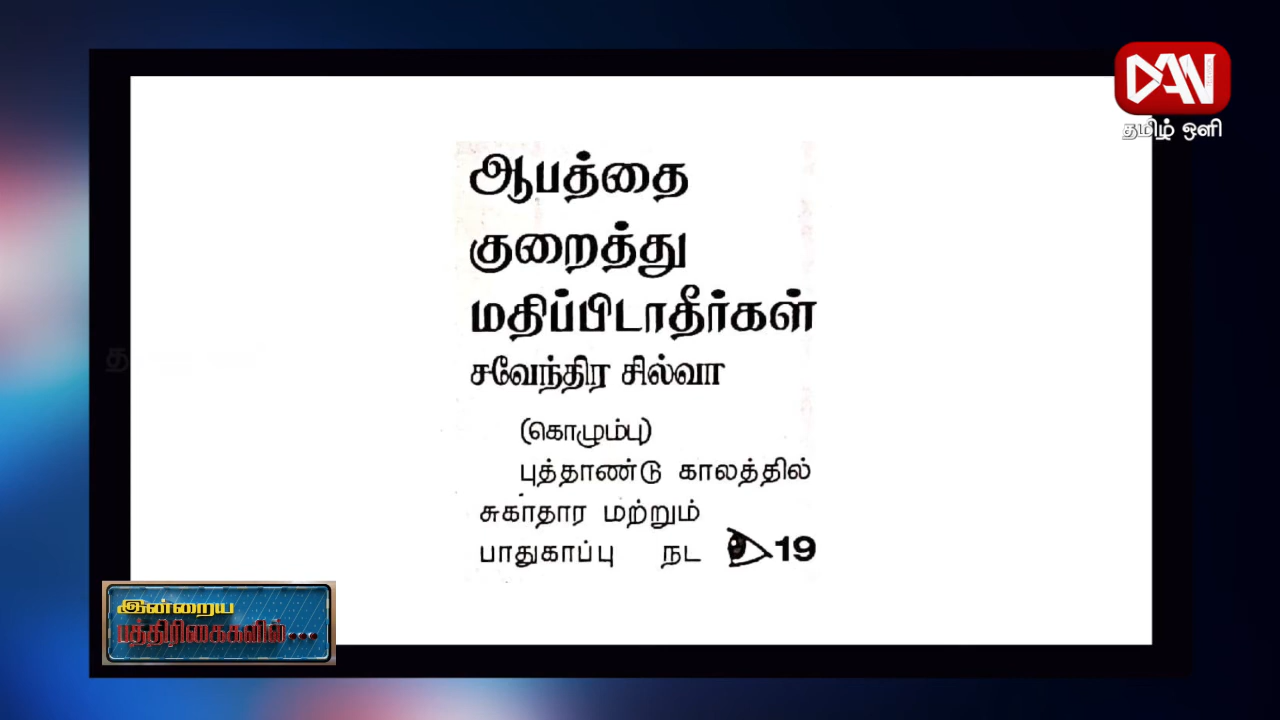 DAN
தமிழ் ஒளி
ஆபத்தை
குறைத்து
மதிப்பிடாதீர்கள்
சவேந்திர சில்வா
(கொழும்பு)
புத்தாண்டு காலத்தில்
சுகாதார மற்றும்
பாதுகாப்பு நட 19
இன்றைய
பத்திரிகைகளில்...